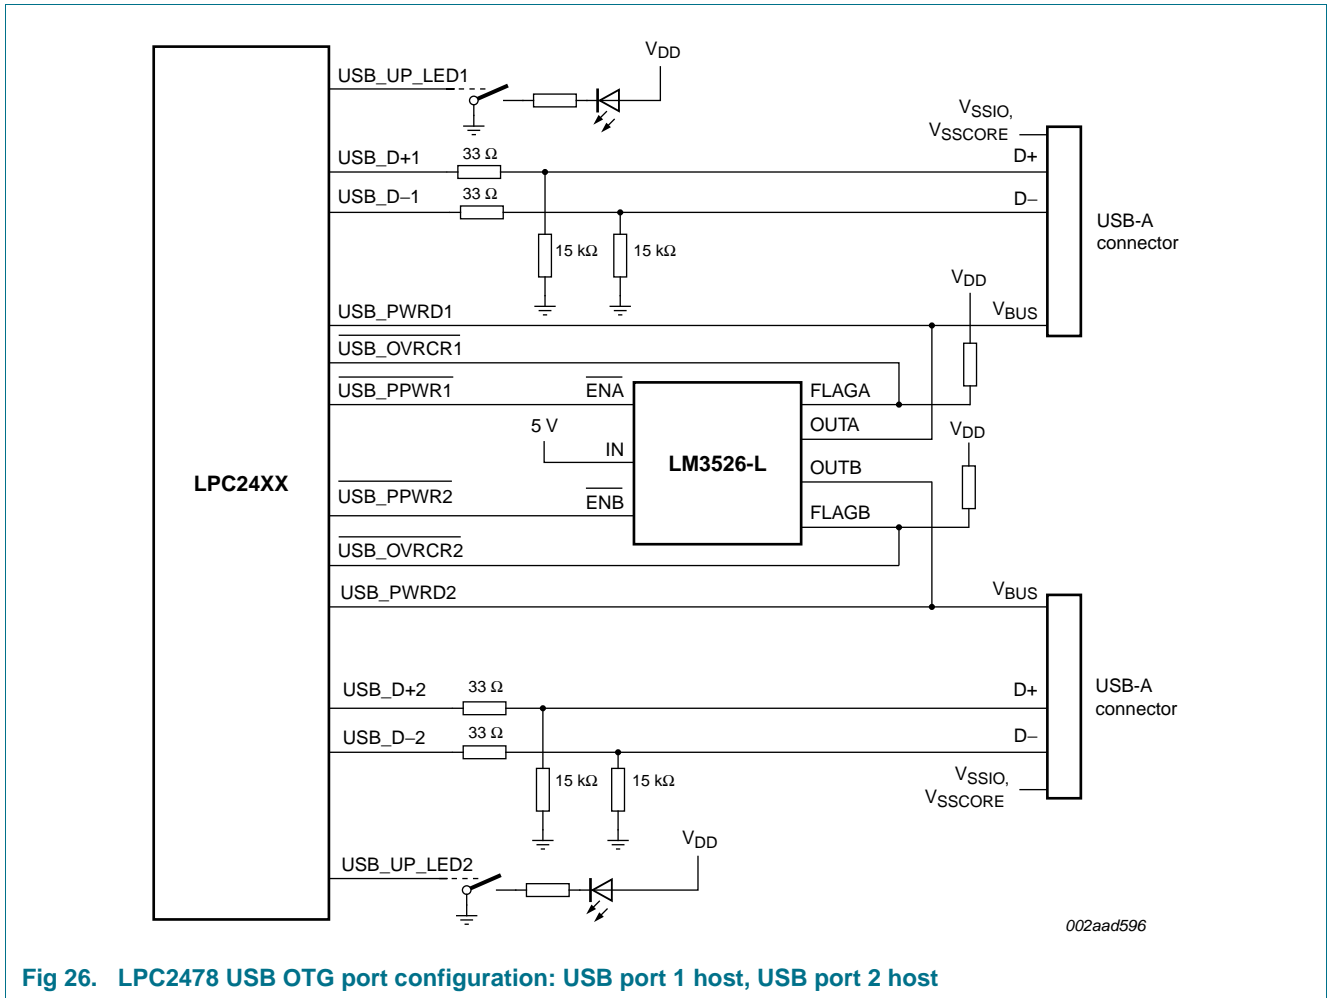 VDD
USB_UP_LED1
VSSIO,
VSSCORE
USB_D+1
33 Ω
D+
USB_D−1
33 Ω
D−
USB-A
connector
15 kΩ
15 kΩ
VDD
USB_PWRD1
VBUS
USB_OVRCR1
USB_PPWR1
ENA
FLAGA
5 V
OUTA
VDD
IN
LM3526-L
LPC24XX
OUTB
USB_PPWR2
ENB
FLAGB
USB_OVRCR2
USB_PWRD2
VBUS
USB_D+2
33 Ω
D+
USB-A
connector
USB_D−2
33 Ω
D−
15 kΩ
15 kΩ
VSSIO,
VSSCORE
VDD
USB_UP_LED2
002aad596
Fig 26. LPC2478 USB OTG port configuration: USB port 1 host, USB port 2 host